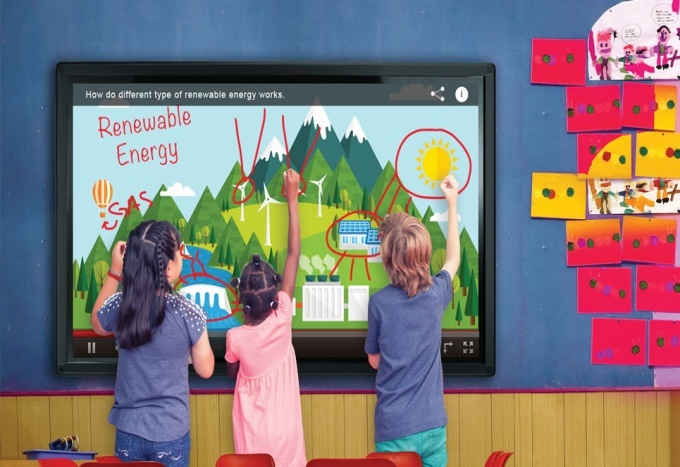 How do different type of renewable energy works.
i
Renewable
Energy
GAS